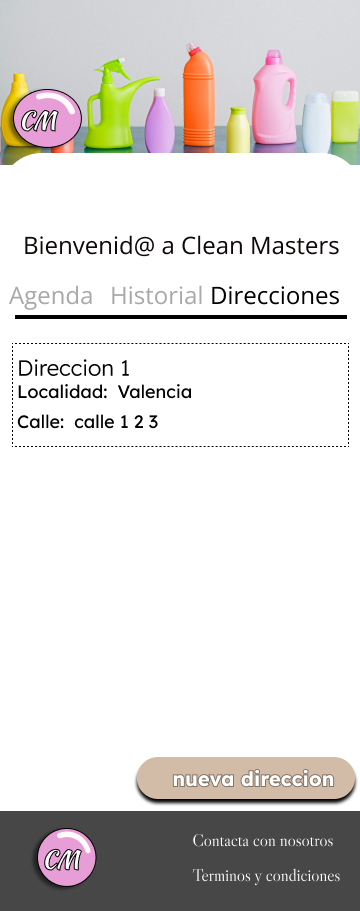 CM
Bienvenid@ a Clean Masters
Agenda Historial Direcciones
Direccion 1
Localidad: Valencia
Calle: calle 1 2 3
nueva direccion
CM
Contacta con nosotros
Terminos y condiciones